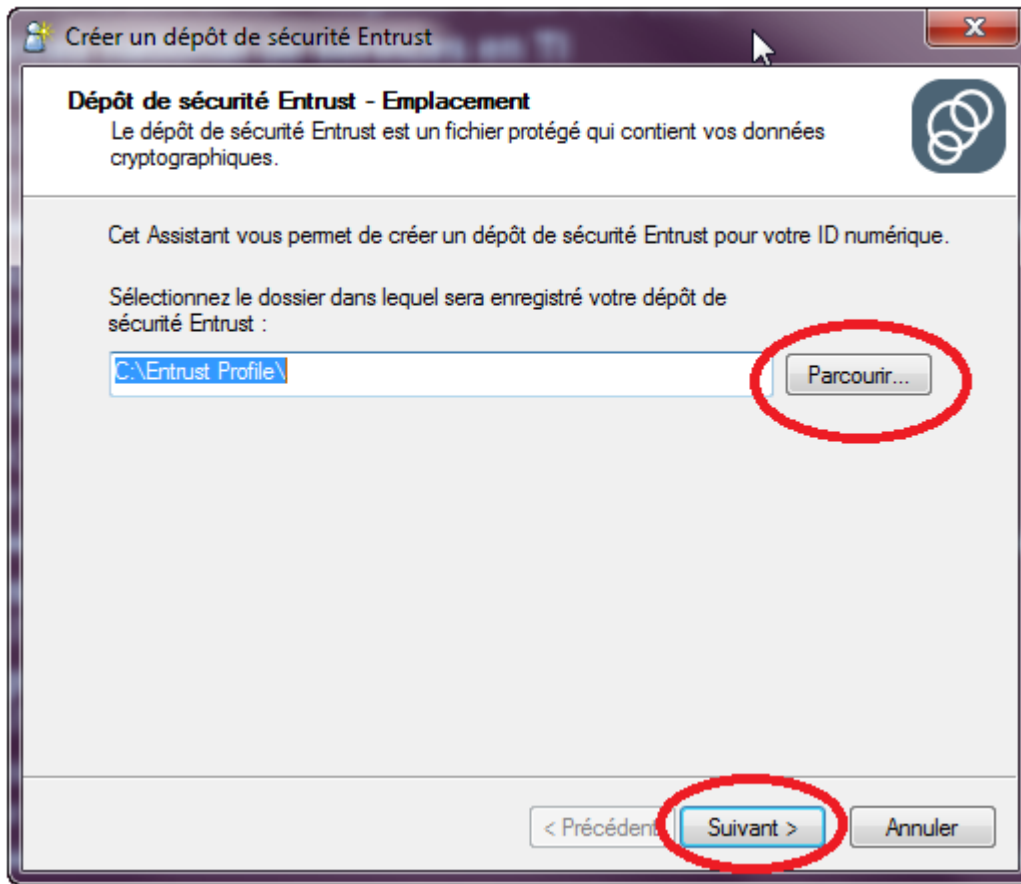 Créer un dépôt de sécurité Entrust
Dépôt de sécurité Entrust - Emplacement
Le dépôt de sécurité Entrust est un fichier protégé qui contient vos données
cryptographiques.
Cet Assistant vous permet de créer un dépôt de sécurité Entrust pour votre ID numérique.
Sélectionnez le dossier dans lequel sera enregistré votre dépôt de
sécurité Entrust :
C:\Entrust Profile\
Parcourir...
< Précédent
Suivant >
Annuler